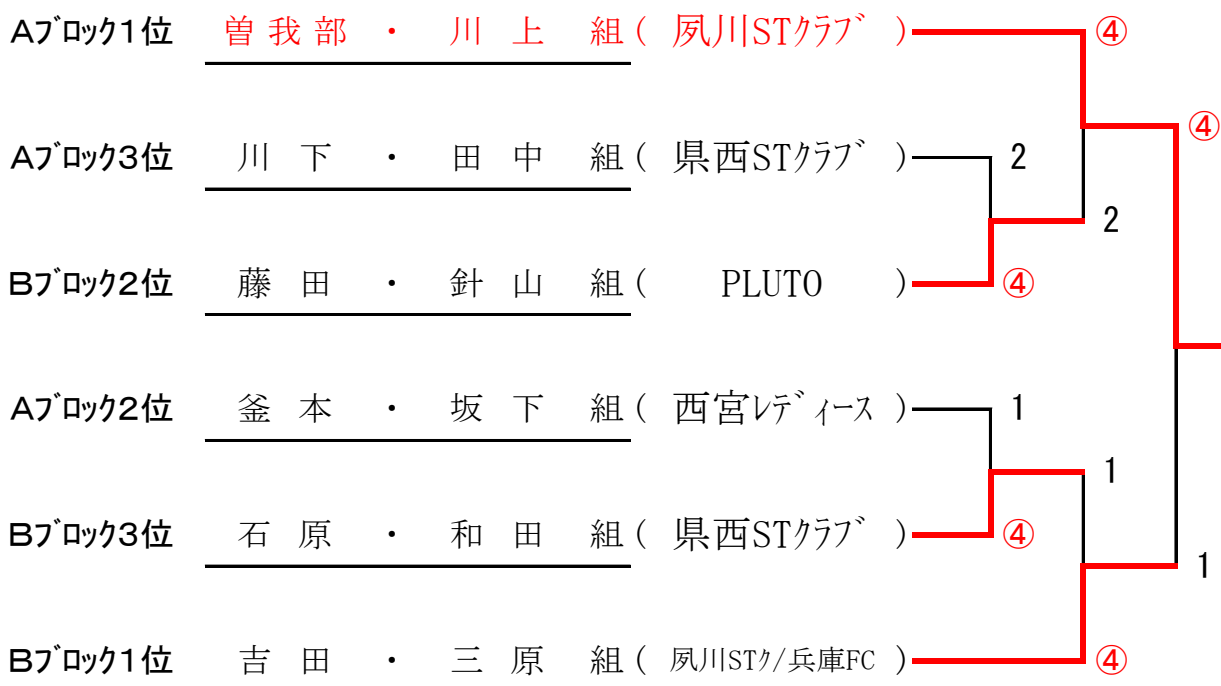 Aﾌﾞﾛｯｸ1位 曽我部・川上 組(夙川STｸﾗﾌﾞ) ④
④
Aﾌﾞﾛｯｸ3位 川下・田中 組(県西STｸﾗﾌﾞ) 2
2
Bﾌﾞﾛｯｸ2位 藤田・針山 組(PLUTO) ④
Aﾌﾞﾛｯｸ2位 釜本・坂下 組(西宮ﾚﾃﾞｨｰｽ) 1
1
Bﾌﾞﾛｯｸ3位 石原・和田 組(県西STｸﾗﾌﾞ) ④
1
Bﾌﾞﾛｯｸ1位 吉田・三原 組(夙川STｸ/兵庫FC) ④